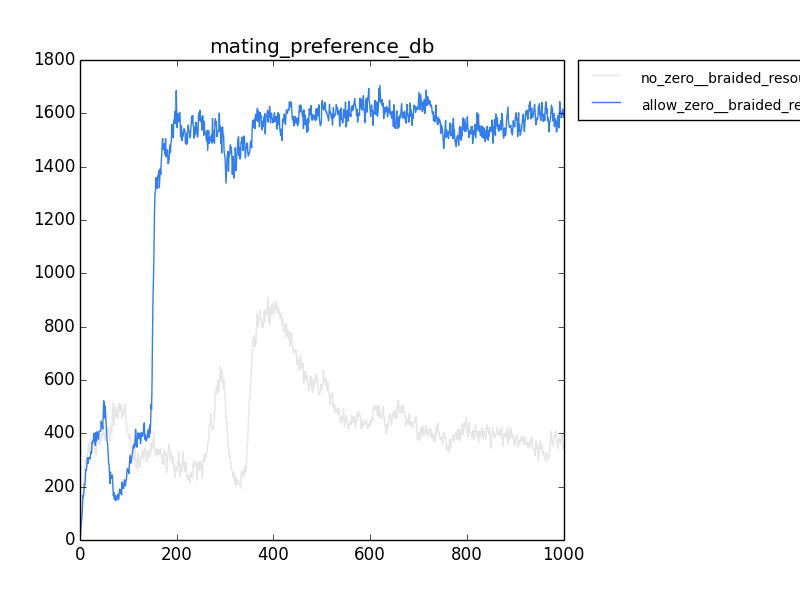 mating_preference_db
1800
1600
1400
1200
1000
800
600
400
200
0
0 200 400 600 800 1000
no_zero__braided_resou
allow_zero__braided_re